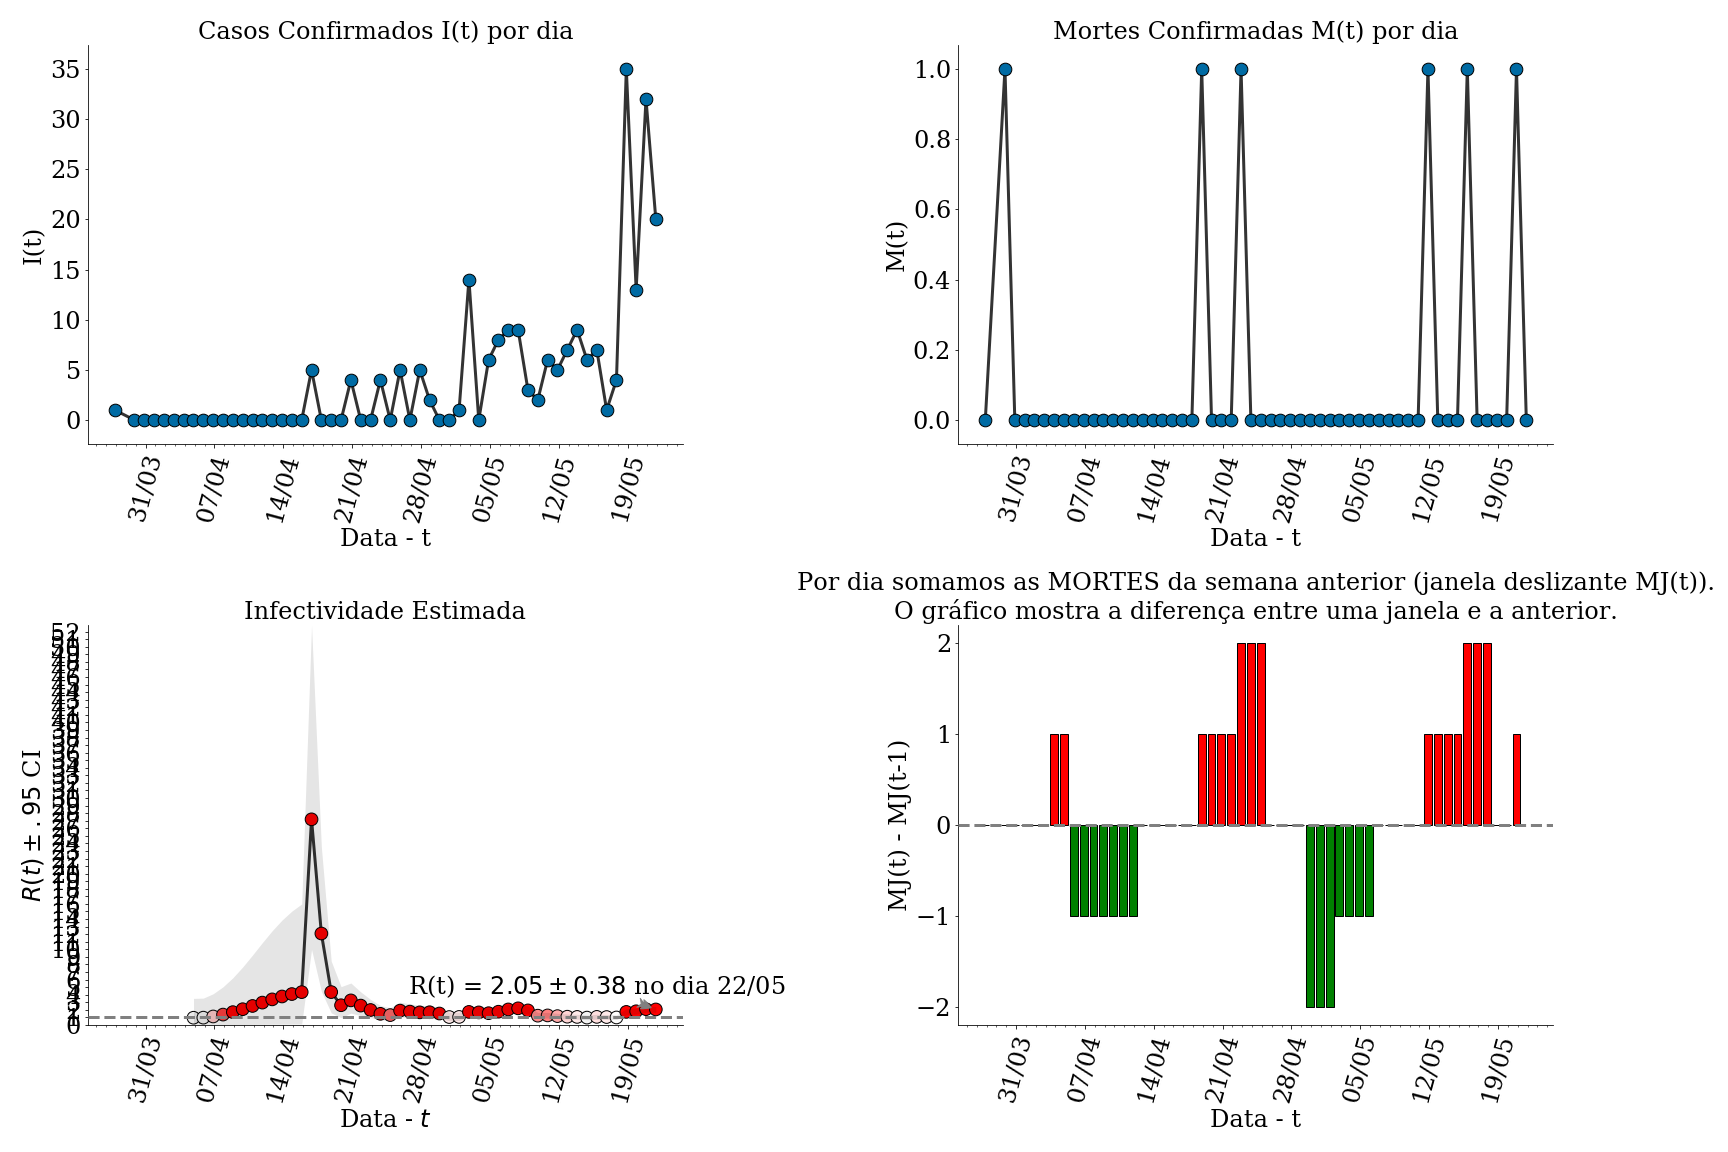 Casos Confirmados I(t) por dia
35
30
25
20
15
10
5
0
I(t)
31/03 07/04 14/04 21/04 28/04 05/05 12/05 19/05
Data - t
Mortes Confirmadas M(t) por dia
1.0
0.8
0.6
0.4
0.2
0.0
M(t)
31/03 07/04 14/04 21/04 28/04 05/05 12/05 19/05
Data - t
Infectividade Estimada
52
R(t) ± .95 CI
R(t) = 2.05 ± 0.38 no dia 22/05
0
31/03 07/04 14/04 21/04 28/04 05/05 12/05 19/05
Data - t
Por dia somamos as MORTES da semana anterior (janela deslizante MJ(t)).
O gráfico mostra a diferença entre uma janela e a anterior.
2
1
0
−1
−2
MJ(t) - MJ(t-1)
31/03 07/04 14/04 21/04 28/04 05/05 12/05 19/05
Data - t